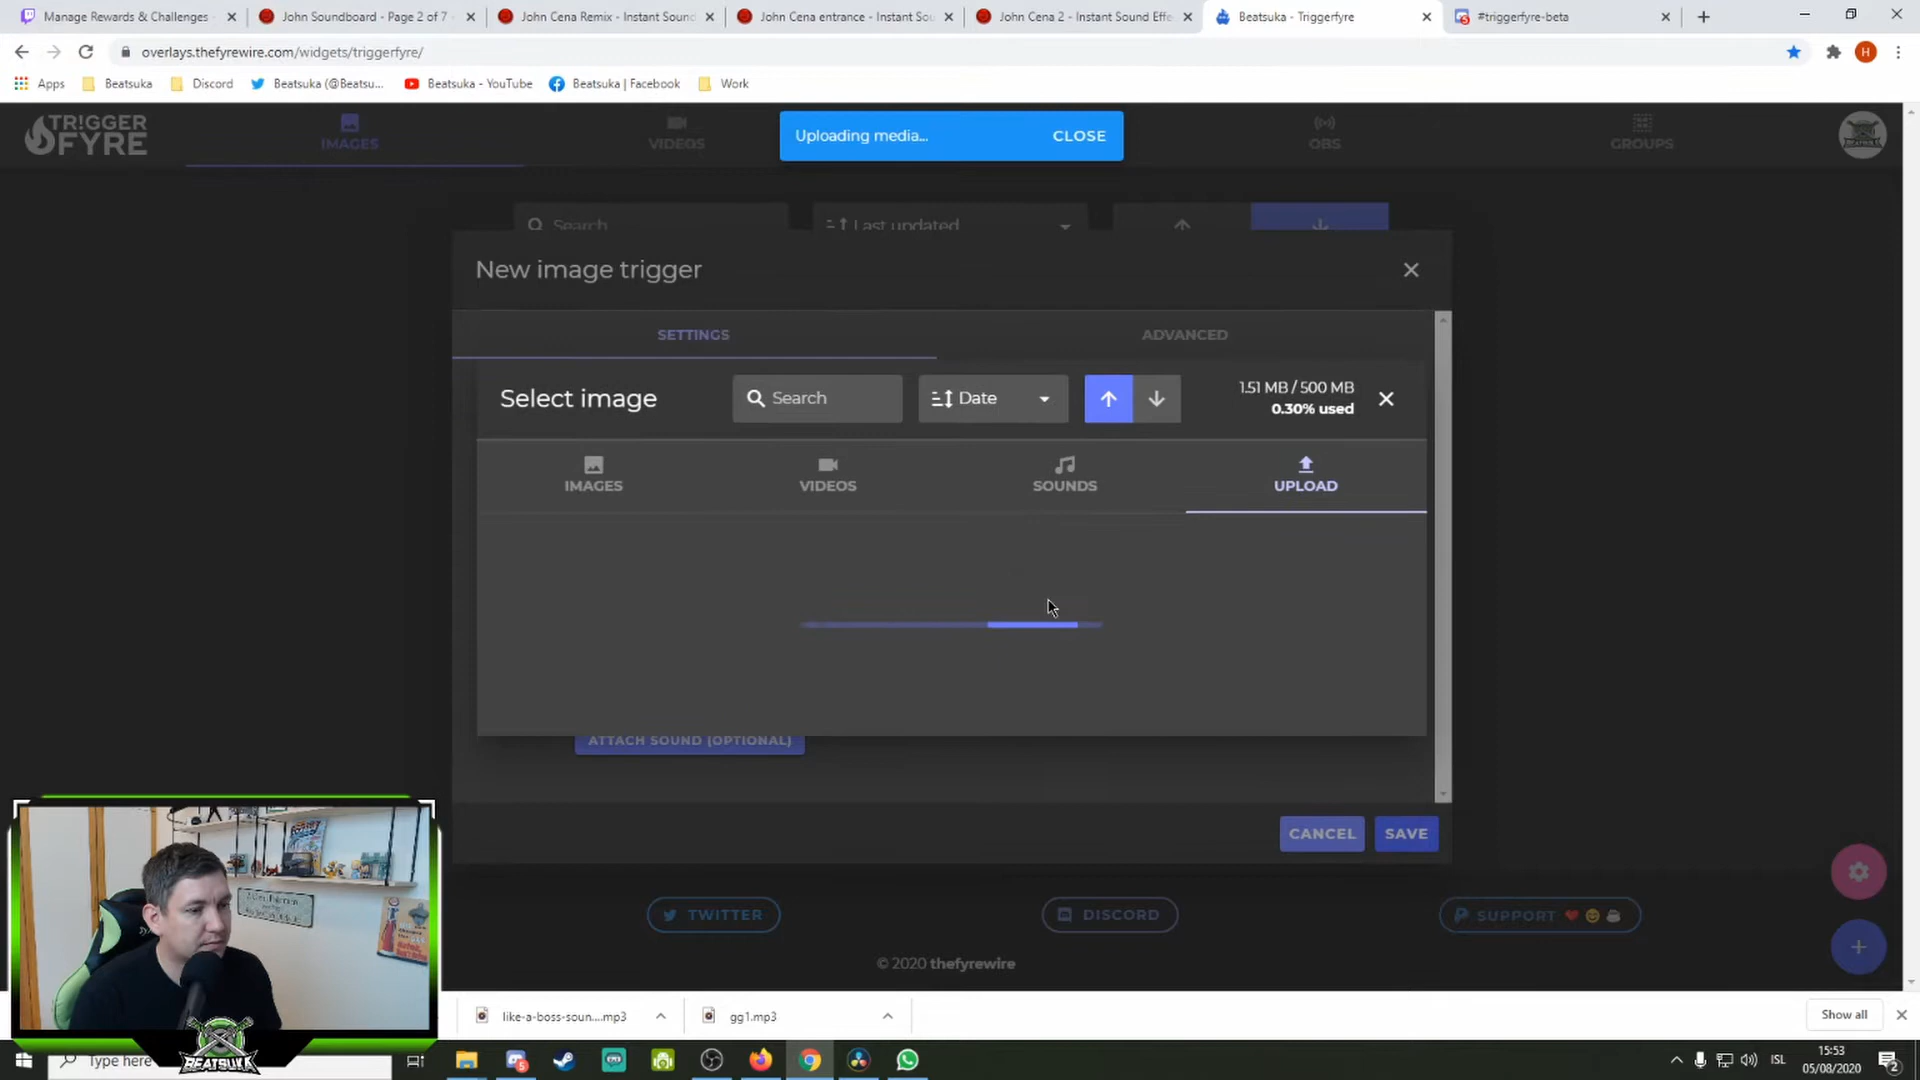 Manage Rewards & Challenges
John Soundboard - Page 2 of 7
John Cena Remix - Instant Sound
John Cena entrance - Instant Sou
John Cena 2 - Instant Sound Effe
Beatsuka - Triggerfyre
#triggerfyre-beta
overlays.thefyrewire.com/widgets/triggerfyre/
H
Apps
Beatsuka
Discord
Beatsuka (@Beatsu...
Beatsuka - YouTube
Beatsuka | Facebook
Work
TR!GGER
FYRE
IMAGES
VIDEOS
Uploading media...
CLOSE
OBS
GROUPS
Search
Last updated
New image trigger
SETTINGS
ADVANCED
Select image
Search
Date
1.51 MB / 500 MB
0.30% used
IMAGES
VIDEOS
SOUNDS
UPLOAD
ATTACH SOUND (OPTIONAL)
CANCEL
SAVE
TWITTER
DISCORD
SUPPORT
© 2020 thefyrewire
like-a-boss-soun....mp3
gg1.mp3
Show all
BEATSUKA
Type here
ISL
15:53
05/08/2020
2